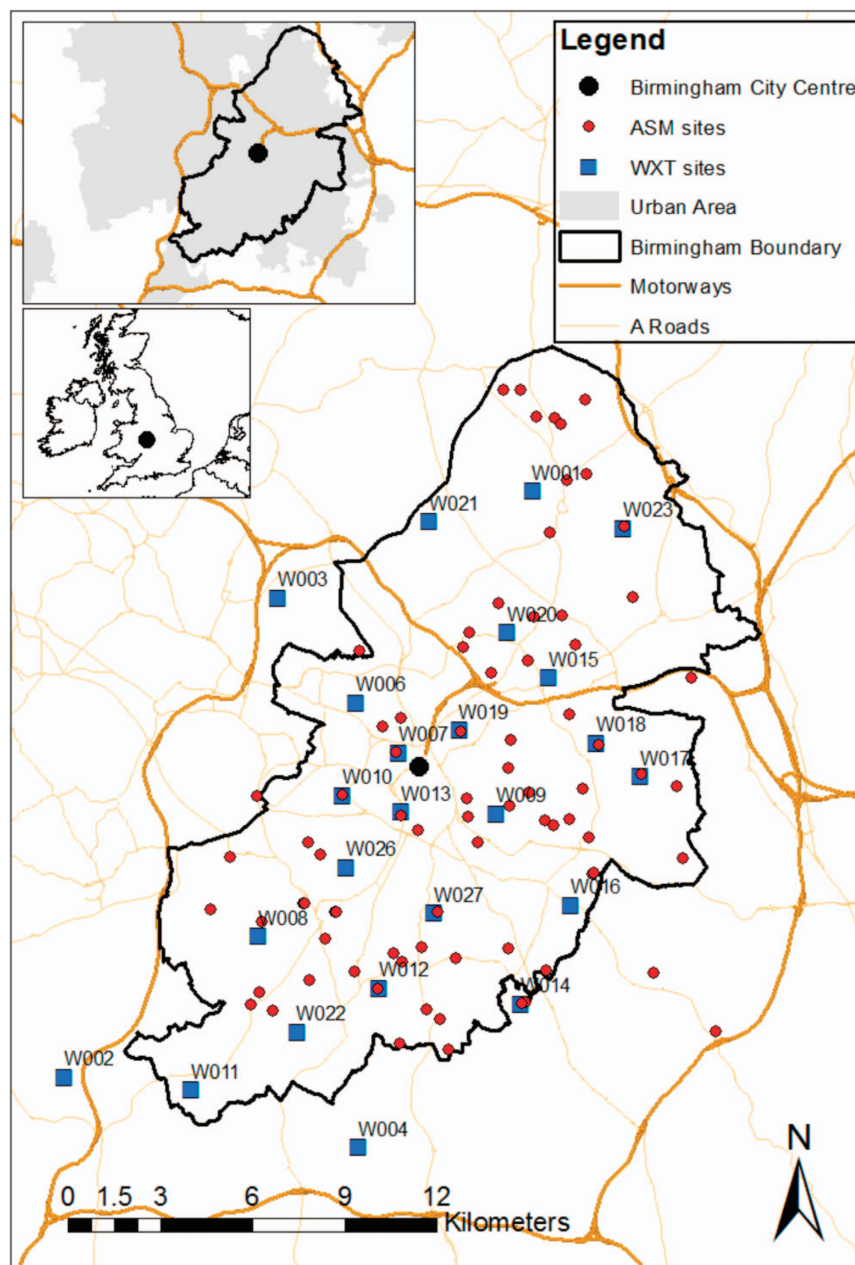 Legend
Birmingham City Centre
ASM sites
WXT sites
Urban Area
Birmingham Boundary
Motorways
A Roads
W001
W021
W023
W003
W020
W015
W006
W019
W007
W018
W017
W010
W013
W009
W026
W016
W027
W008
W012
W014
W022
W002
W011
W004
N
0 1.5 3 6 9 12
Kilometers